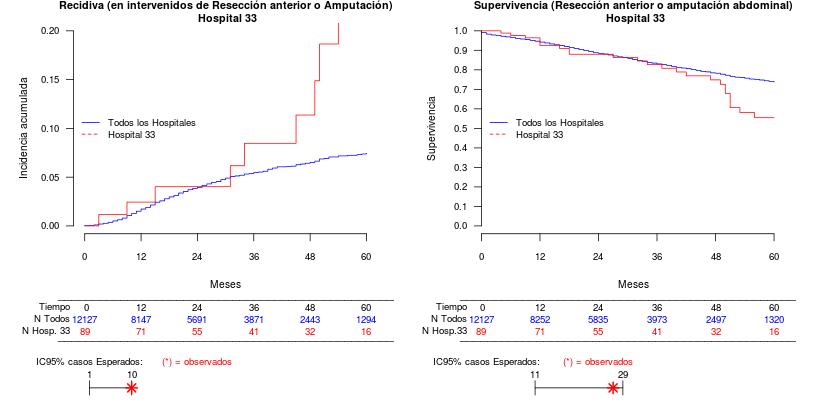 Recidiva (en intervenidos de Resección anterior o Amputación)
Hospital 33
0.20
0.15
0.10
0.05
0.00
Incidencia acumulada
Todos los Hospitales
Hospital 33
0 12 24 36 48 60
Meses
Tiempo 0 12 24 36 48 60
N Todos 12127 8147 5691 3871 2443 1294
N Hosp. 33 89 71 55 41 32 16
IC95% casos Esperados: (*) = observados
1 10
Supervivencia (Resección anterior o amputación abdominal)
Hospital 33
1.0
0.9
0.8
0.7
0.6
0.5
0.4
0.3
0.2
0.1
0.0
Supervivencia
Todos los Hospitales
Hospital 33
0 12 24 36 48 60
Meses
Tiempo 0 12 24 36 48 60
N Todos 12127 8252 5835 3973 2497 1320
N Hosp.33 89 71 55 41 32 16
IC95% casos Esperados: (*) = observados
11 29